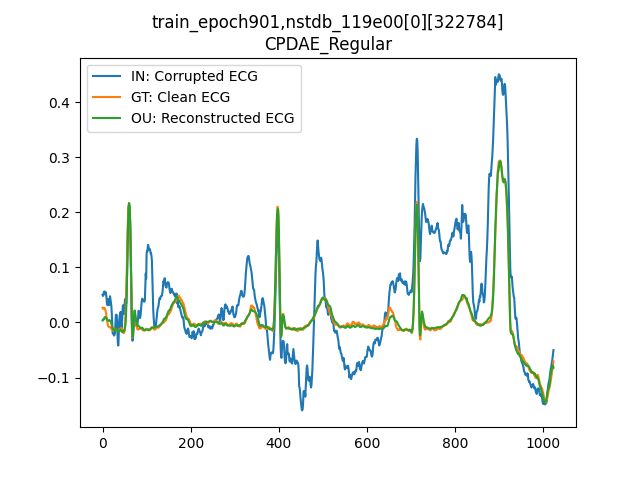 train_epoch901,nstdb_119e00[0][322784]
CPDAE_Regular
IN: Corrupted ECG
GT: Clean ECG
OU: Reconstructed ECG
0.4
0.3
0.2
0.1
0.0
−0.1
0 200 400 600 800 1000